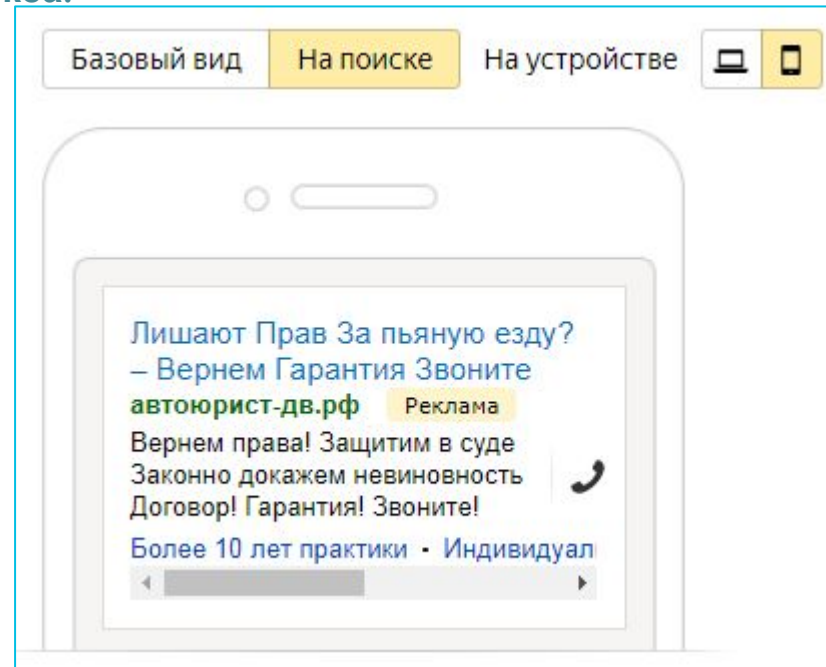 Базовый вид На поиске На устройстве
Лишают Прав За пьяную езду?
– Вернем Гарантия Звоните
автоюрист-дв.рф Реклама
Вернем права! Защитим в суде
Законно докажем невиновность
Договор! Гарантия! Звоните!
Более 10 лет практики · Индивидуал